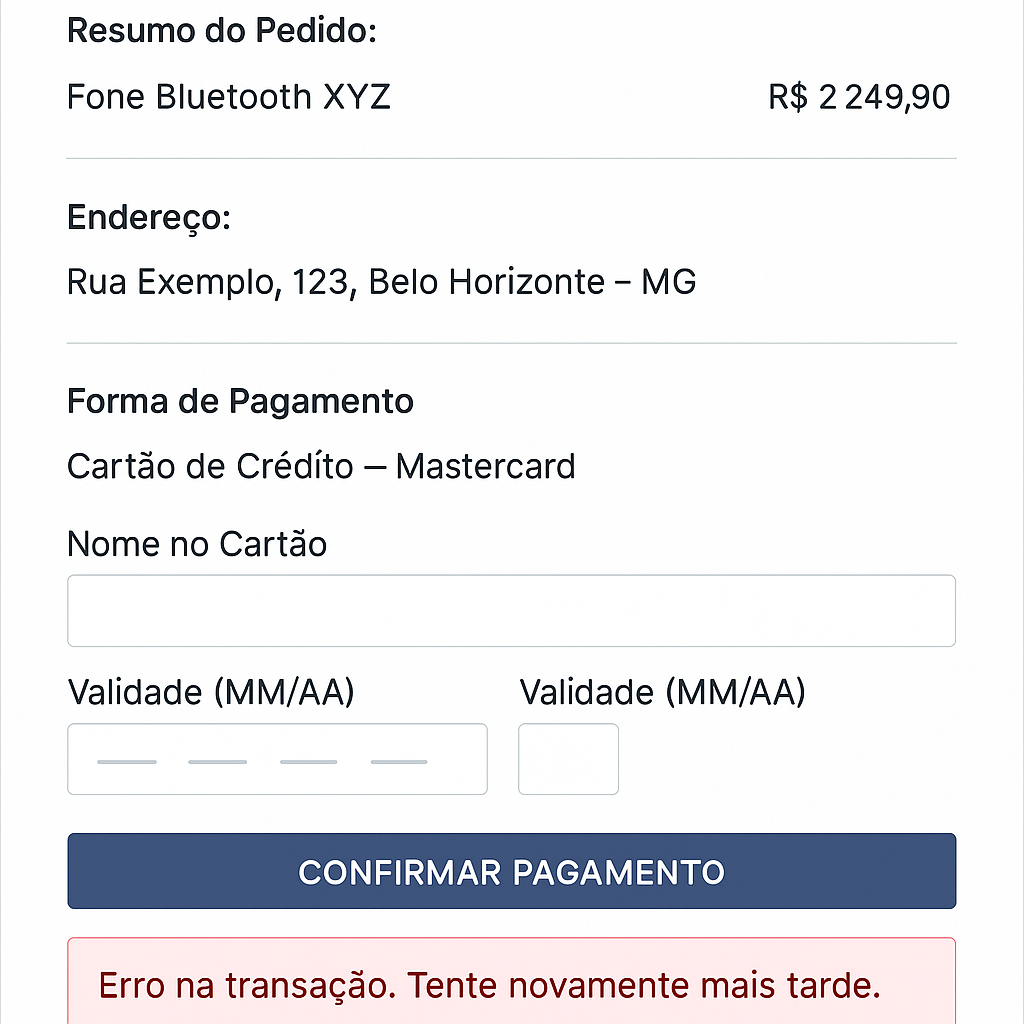 Resumo do Pedido:
Fone Bluetooth XYZ R$ 2 249,90
Endereço:
Rua Exemplo, 123, Belo Horizonte – MG
Forma de Pagamento
Cartão de Crédíto — Mastercard
Nome no Cartão
Validade (MM/AA) Validade (MM/AA)
CONFIRMAR PAGAMENTO
Erro na transação. Tente novamente mais tarde.